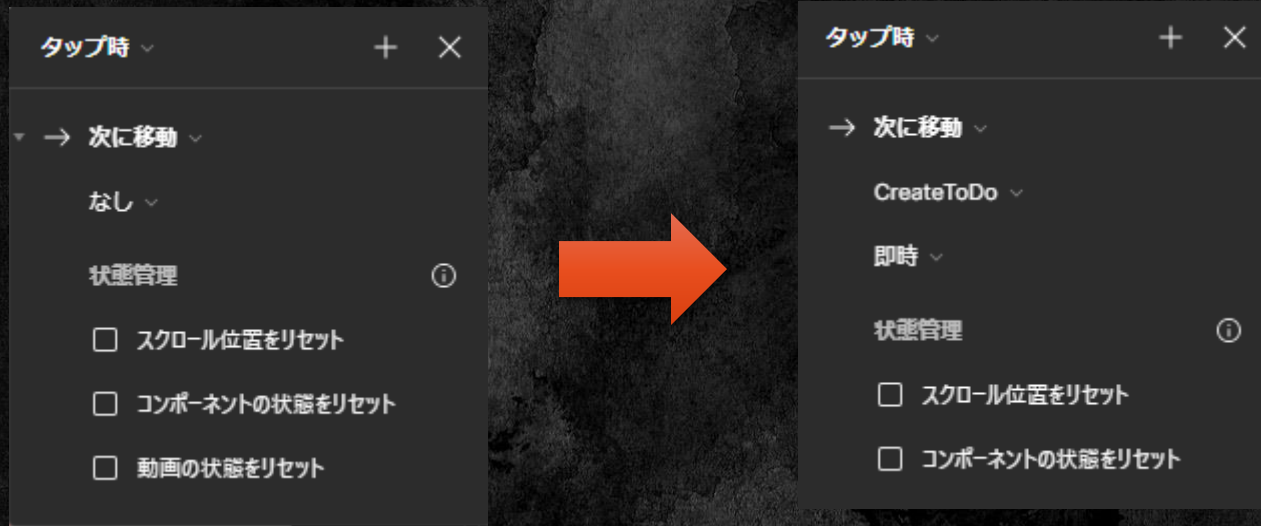 タップ時
次に移動
なし
状態管理
スクロール位置をリセット
コンポーネントの状態をリセット
動画の状態をリセット
タップ時
次に移動
CreateToDo
即時
状態管理
スクロール位置をリセット
コンポーネントの状態をリセット